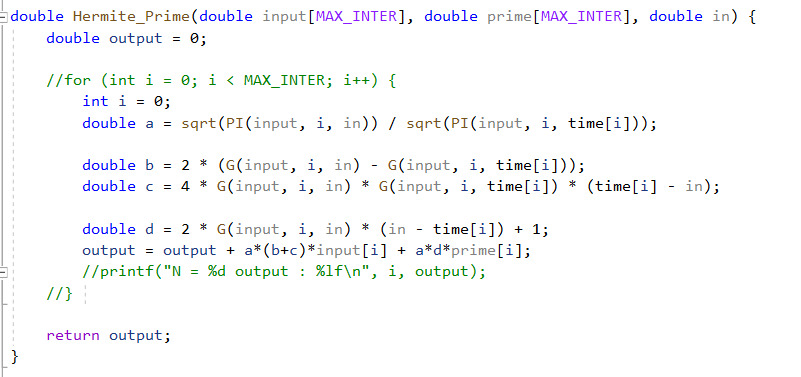 double Hermite_Prime(double input[MAX_INTER], double prime[MAX_INTER], double in) {
    double output = 0;
    //for (int i = 0; i < MAX_INTER; i++) {
        int i = 0;
        double a = sqrt(PI(input, i, in)) / sqrt(PI(input, i, time[i]));
        double b = 2 * (G(input, i, in) - G(input, i, time[i]));
        double c = 4 * G(input, i, in) * G(input, i, time[i]) * (time[i] - in);
        double d = 2 * G(input, i, in) * (in - time[i]) + 1;
        output = output + a*(b+c)*input[i] + a*d*prime[i];
        //printf("N = %d output : %lf\n", i, output);
    //}
    return output;
}